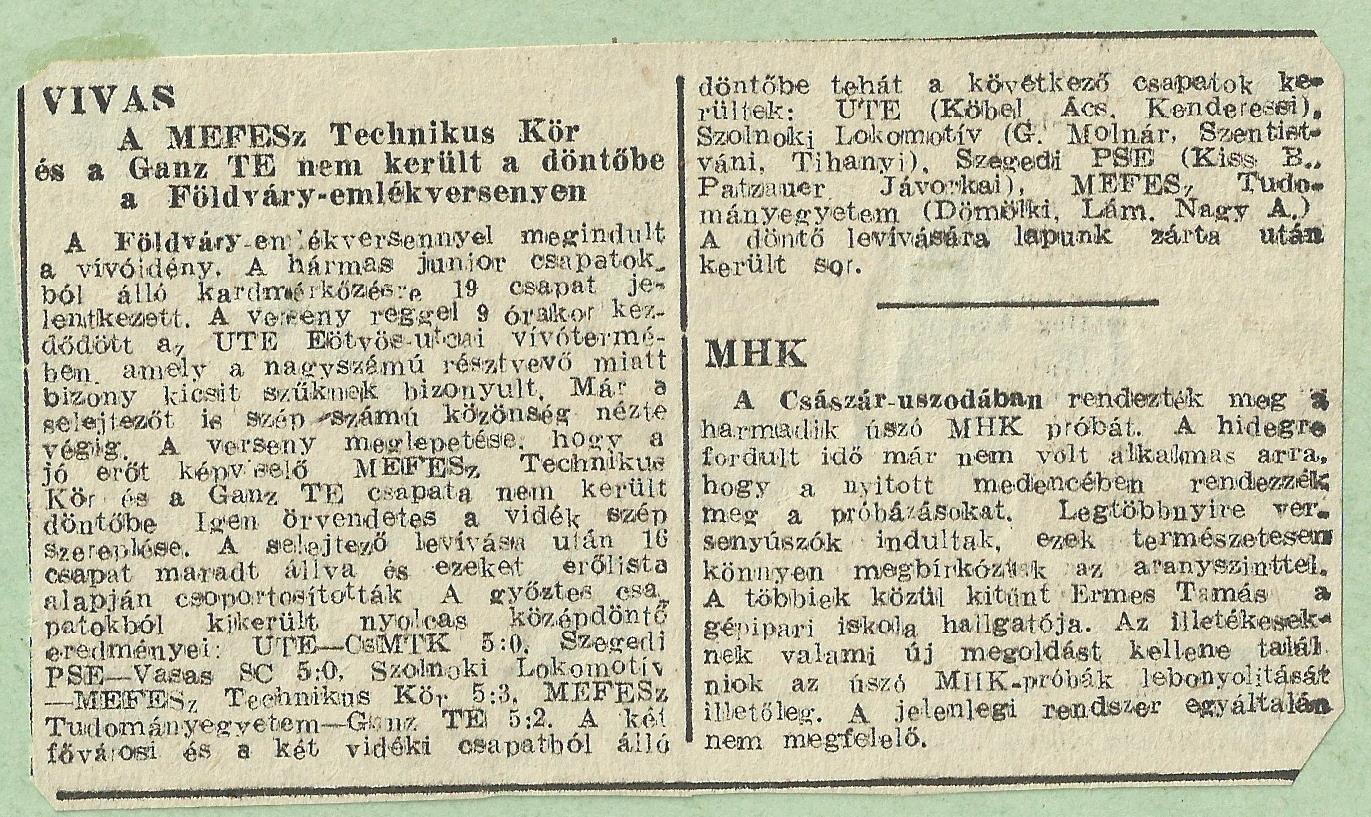 VIVAS
A MEFESz Technikus Kör
és a Ganz TE nem került a döntőbe
a Földváry-emlékversenyen
A Földváry-emlékversennyel megindult
a vívóidény. A hármas junior csapatok-
ból álló kardmérkőzésre 19 csapat je-
lentkezett. A verseny reggel 9 órakor kez-
dődött az UTE Eötvös-utcai vívótermé-
ben, amely a nagyszámú résztvevő miatt
bizony kicsit szűknek bizonyult. Már a
selejtezőt is szép számú közönség nézte
végig. A verseny meglepetése, hogy a
jó erőt képviselő MEFESz Technikus
Kör és a Ganz TE csapata nem került
döntőbe Igen örvendetes a vidék szép
szereplése. A selejtező levívása után 16
csapat maradt állva és ezeket erőlista
alapján csoportosították A győztes csa-
patokból kikerült nyolcas középdöntő
eredményei: UTE—CsMTK 5:0, Szegedi
PSE—Vasas SC 5:0, Szolnoki Lokomotív
—MEFESz Technikus Kör 5:3, MEFESz
Tudományegyetem—Ganz TE 5:2. A két
fővárosi és a két vidéki csapatból álló
döntőbe tehát a következő csapatok ke-
rültek: UTE (Köbel Ács, Kenderessi),
Szolnoki Lokomotív (G. Molnár, Szentist-
váni, Tihanyi), Szegedi PSE (Kiss B.,
Patzauer Jávorkai), MEFESz Tudo-
mányegyetem (Dömölki, Lám, Nagy A.)
A döntő levívására lapunk zárta után
került sor.
MHK
A Császár-uszodában rendezték meg a
harmadik úszó MHK próbát. A hidegre
fordult idő már nem volt alkalmas arra,
hogy a nyitott medencében rendezzék
meg a próbázásokat. Legtöbbnyire ver-
senyúszók indultak, ezek természetesen
könnyen megbirkóztak az aranyszinttel.
A többiek közül kitünt Ermes Tamás a
gépipari iskola hallgatója. Az illetékesek-
nek valami új megoldást kellene talál-
niok az úszó MHK-próbák lebonyolítását
illetőleg. A jelenlegi rendszer egyáltalán
nem megfelelő.